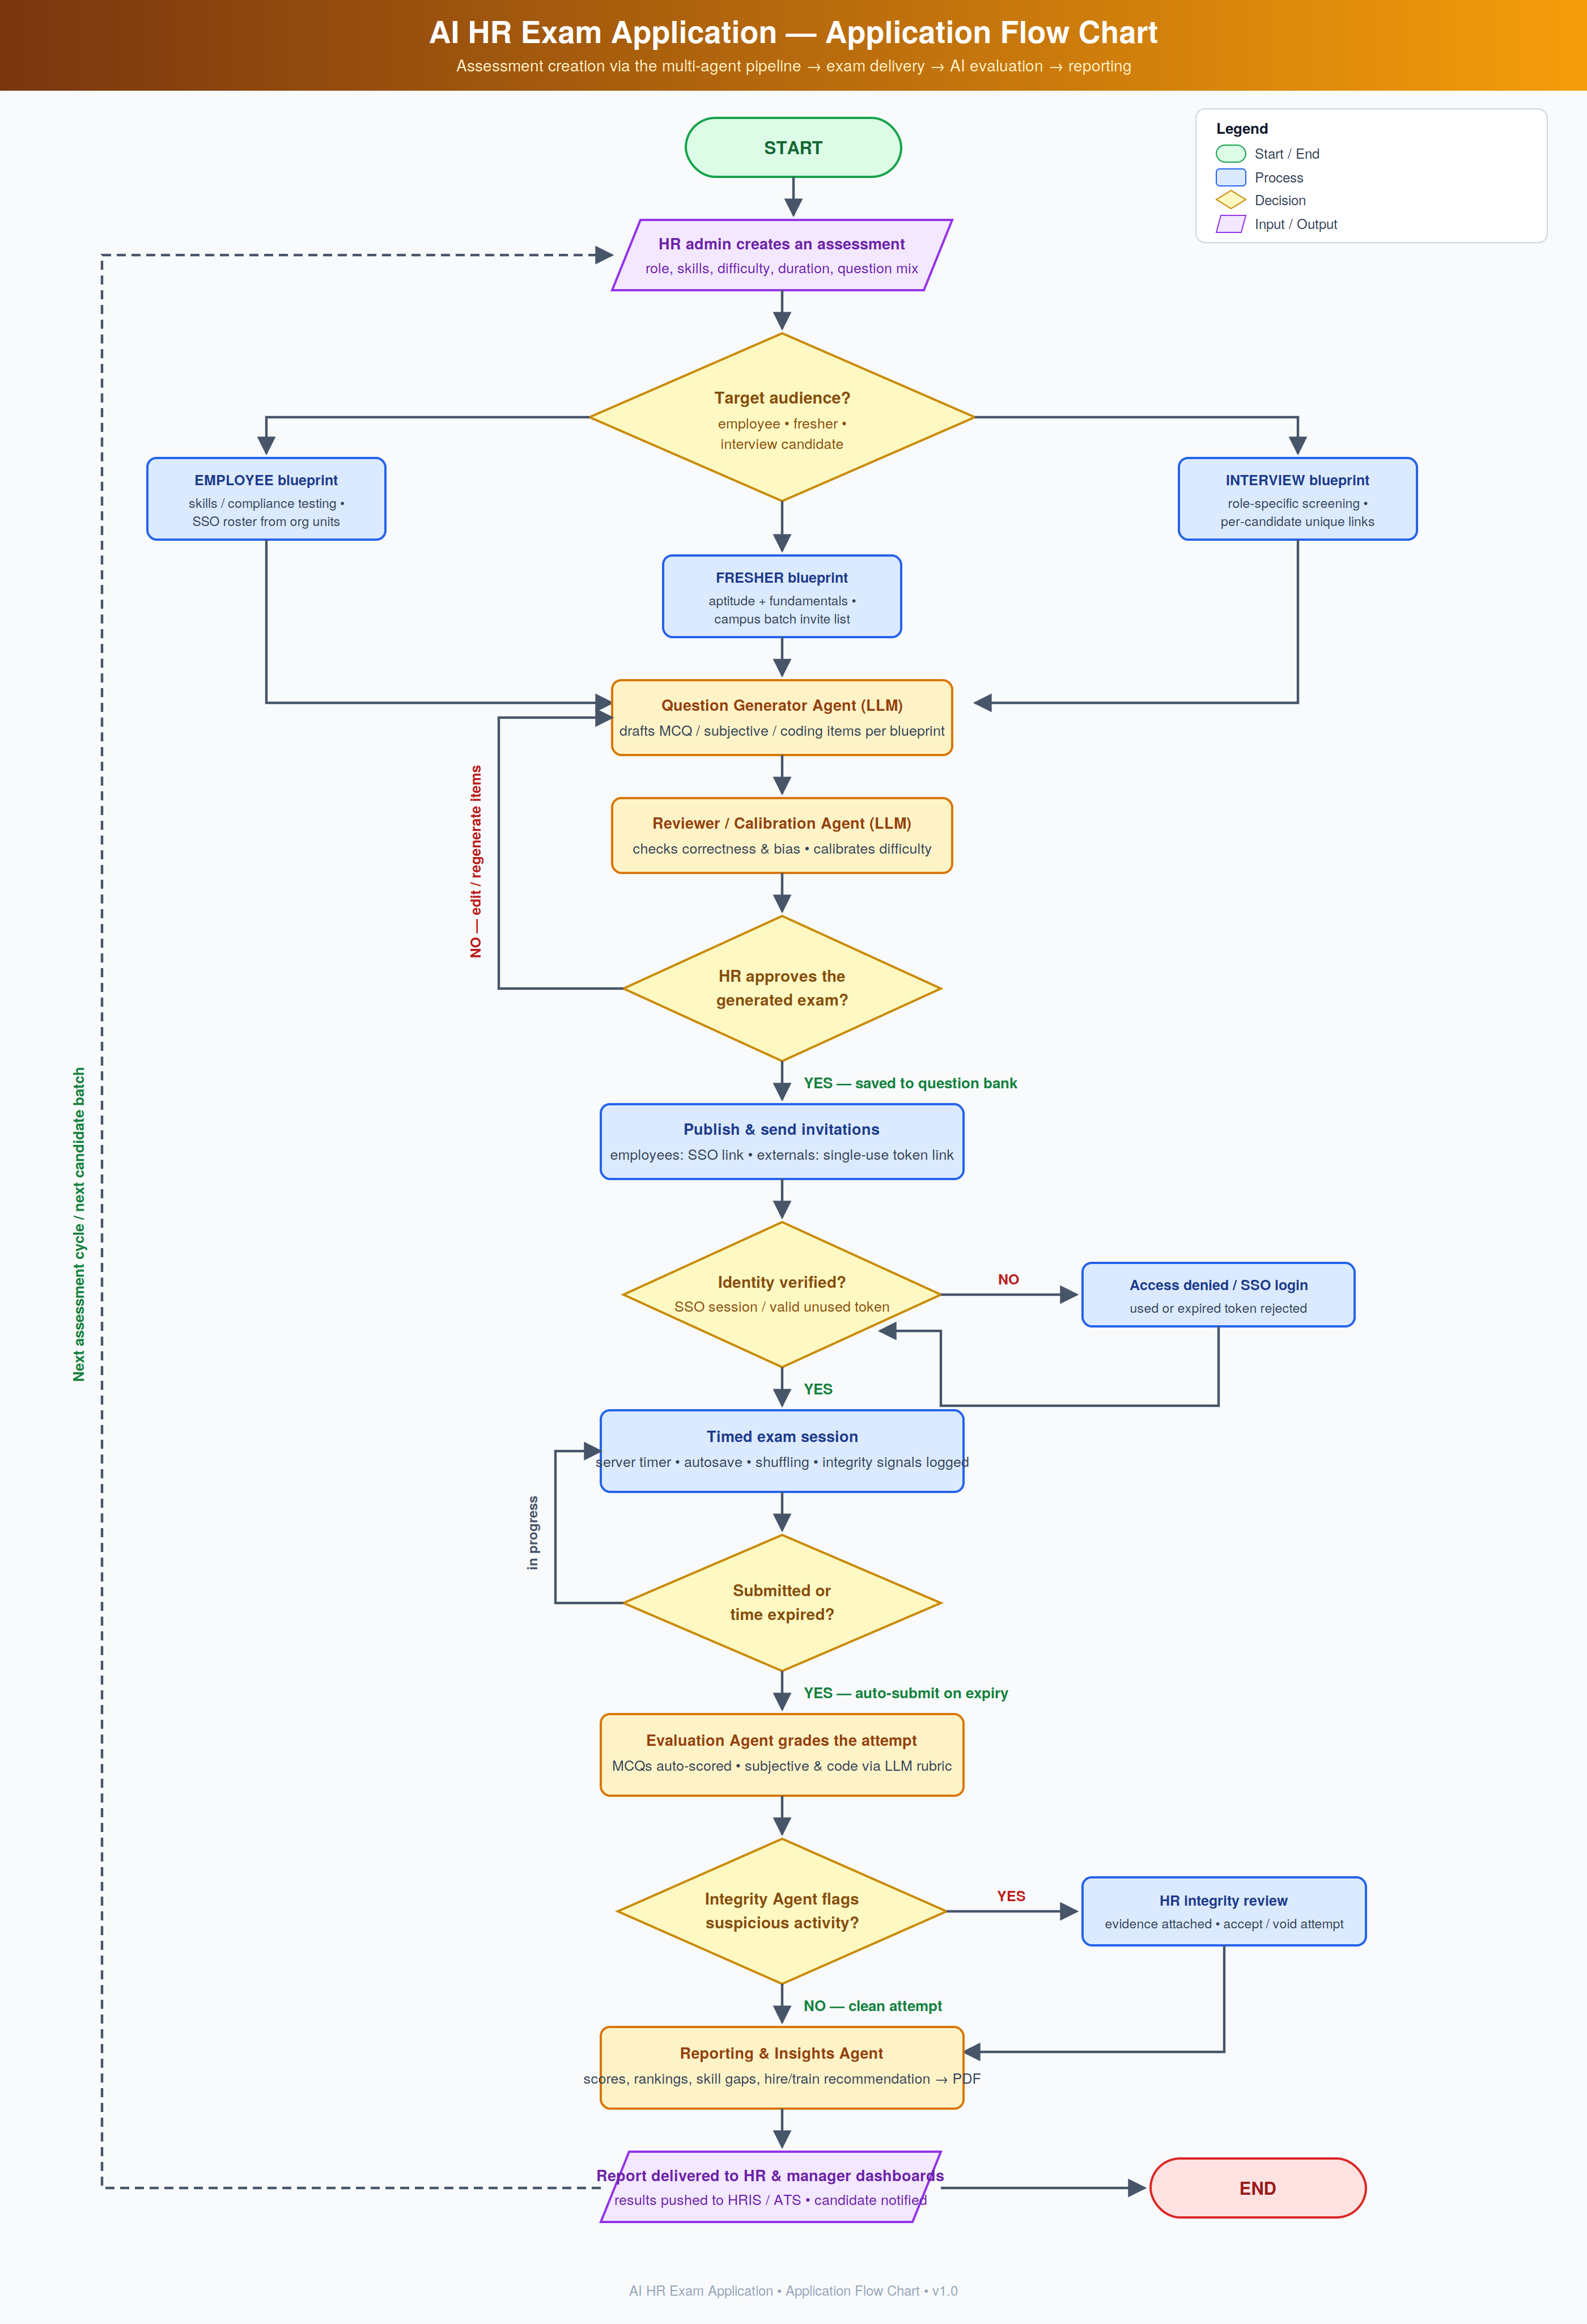 AI HR Exam Application — Application Flow Chart
Assessment creation via the multi-agent pipeline → exam delivery → AI evaluation → reporting
Legend
Start / End
Process
Decision
Input / Output
START
HR admin creates an assessment
role, skills, difficulty, duration, question mix
Target audience?
employee • fresher •
interview candidate
EMPLOYEE blueprint
skills / compliance testing •
SSO roster from org units
INTERVIEW blueprint
role-specific screening •
per-candidate unique links
FRESHER blueprint
aptitude + fundamentals •
campus batch invite list
Question Generator Agent (LLM)
drafts MCQ / subjective / coding items per blueprint
NO — edit / regenerate items
Reviewer / Calibration Agent (LLM)
checks correctness & bias • calibrates difficulty
HR approves the
generated exam?
YES — saved to question bank
Next assessment cycle / next candidate batch
Publish & send invitations
employees: SSO link • externals: single-use token link
Identity verified?
SSO session / valid unused token
NO
Access denied / SSO login
used or expired token rejected
YES
Timed exam session
server timer • autosave • shuffling • integrity signals logged
in progress
Submitted or
time expired?
YES — auto-submit on expiry
Evaluation Agent grades the attempt
MCQs auto-scored • subjective & code via LLM rubric
Integrity Agent flags
suspicious activity?
YES
HR integrity review
evidence attached • accept / void attempt
NO — clean attempt
Reporting & Insights Agent
scores, rankings, skill gaps, hire/train recommendation → PDF
Report delivered to HR & manager dashboards
results pushed to HRIS / ATS • candidate notified
END
AI HR Exam Application • Application Flow Chart • v1.0